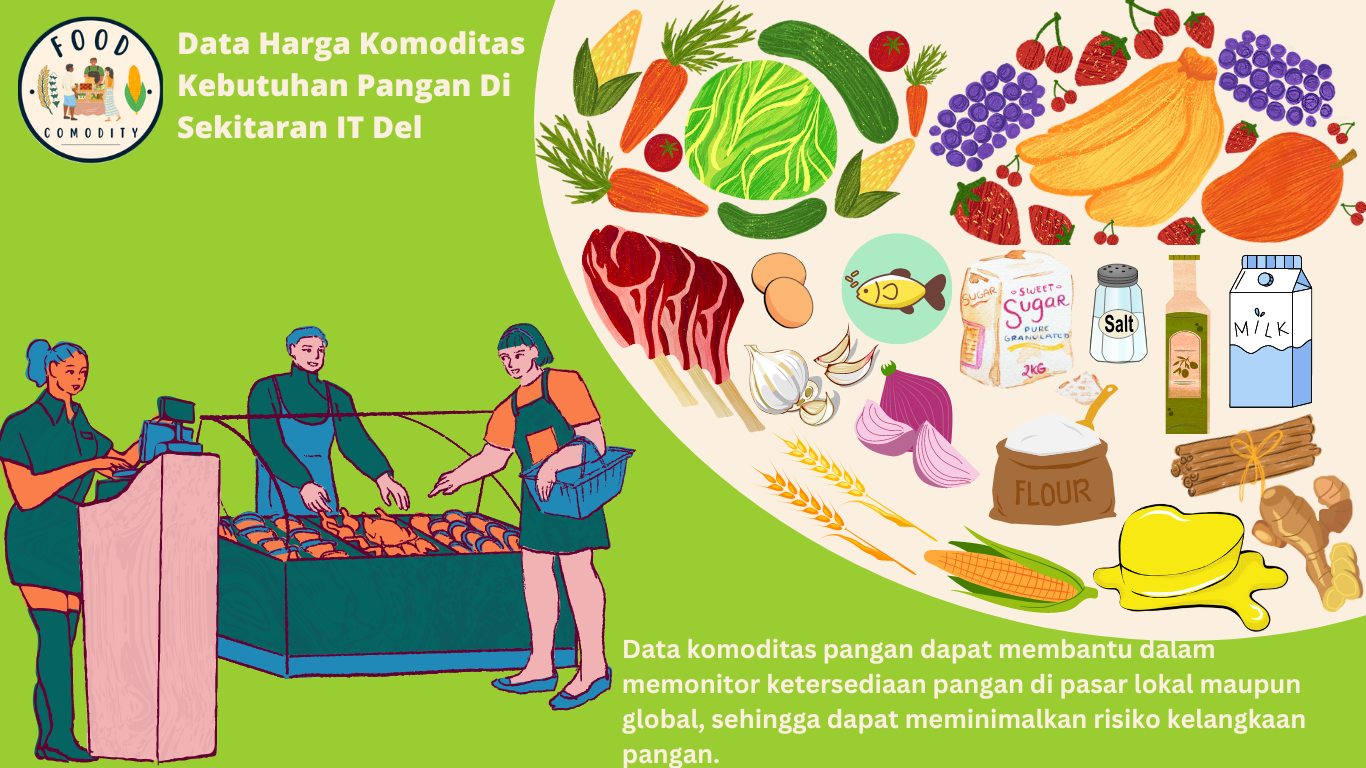 FOOD
COMODITY
Data Harga Komoditas
Kebutuhan Pangan Di
Sekitaran IT Del
SUGAR
SWEET
Sugar
PURE
GRANULATED
2KG
Salt
MILK
FLOUR
Data komoditas pangan dapat membantu dalam
memonitor ketersediaan pangan di pasar lokal maupun
global, sehingga dapat meminimalkan risiko kelangkaan
pangan.